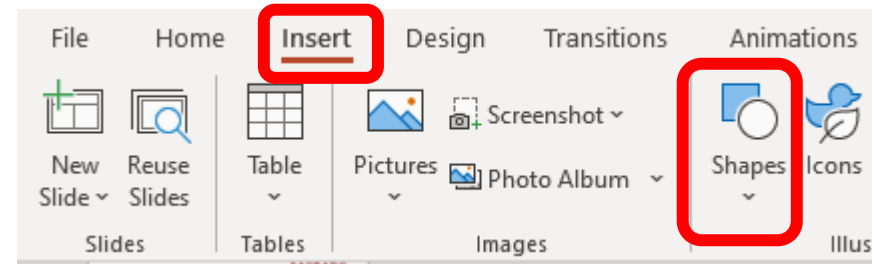 File Home Insert Design Transitions Animations
New Slide
Reuse Slides
Table
Pictures
Screenshot
Photo Album
Shapes
Icons
Slides Tables Images Illus